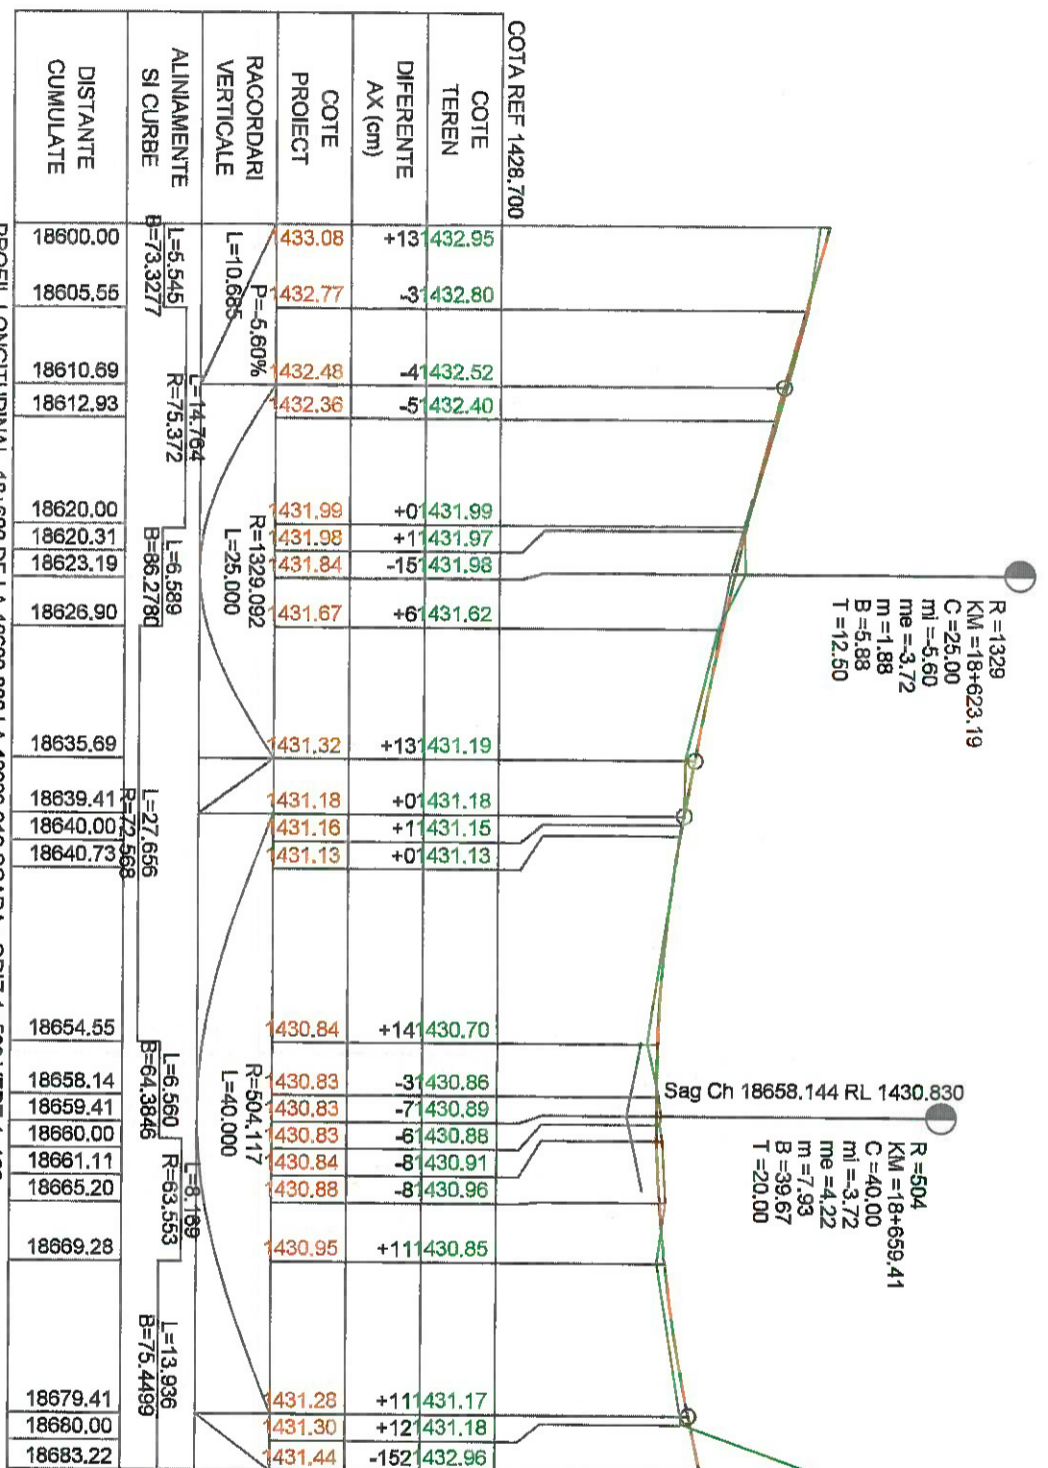 COTA REF 1428.700
COTE
TEREN
1432.95
1432.80
1432.52
1432.40
1431.99
1431.97
1431.98
1431.62
1431.19
1431.18
1431.15
1431.13
1430.70
1430.86
1430.89
1430.88
1430.91
1430.96
1430.85
1431.17
1431.18
1432.96
DIFERENTE
AX (cm)
+13
-3
-4
-5
+0
+1
-15
+6
+13
+0
+1
+0
+14
-3
-7
-6
-8
-8
+11
+11
+12
-152
COTE
PROIECT
1433.08
1432.77
1432.48
1432.36
1431.99
1431.98
1431.84
1431.67
1431.32
1431.18
1431.16
1431.13
1430.84
1430.83
1430.83
1430.83
1430.84
1430.88
1430.95
1431.28
1431.30
1431.44
RACORDARI
VERTICALE
P=-5.60%
L=10.685
R=1329.092
L=25.000
R=504.117
L=40.000
ALINIAMENTE
SI CURBE
L=5.545
B=73.3277
L=14.764
R=75.372
L=6.589
B=86.2780
L=27.656
R=72.568
L=6.560
B=64.3846
L=8.169
R=63.553
L=13.936
B=75.4499
DISTANTE
CUMULATE
18600.00
18605.55
18610.69
18612.93
18620.00
18620.31
18623.19
18626.90
18635.69
18639.41
18640.00
18640.73
18654.55
18658.14
18659.41
18660.00
18661.11
18665.20
18669.28
18679.41
18680.00
18683.22
R =1329
KM =18+623.19
C =25.00
mi =-5.60
me =-3.72
m =1.88
B =5.88
T =12.50
Sag Ch 18658.144 RL 1430.830
R =504
KM =18+659.41
C =40.00
mi =-3.72
me =4.22
m =7.93
B =39.67
T =20.00